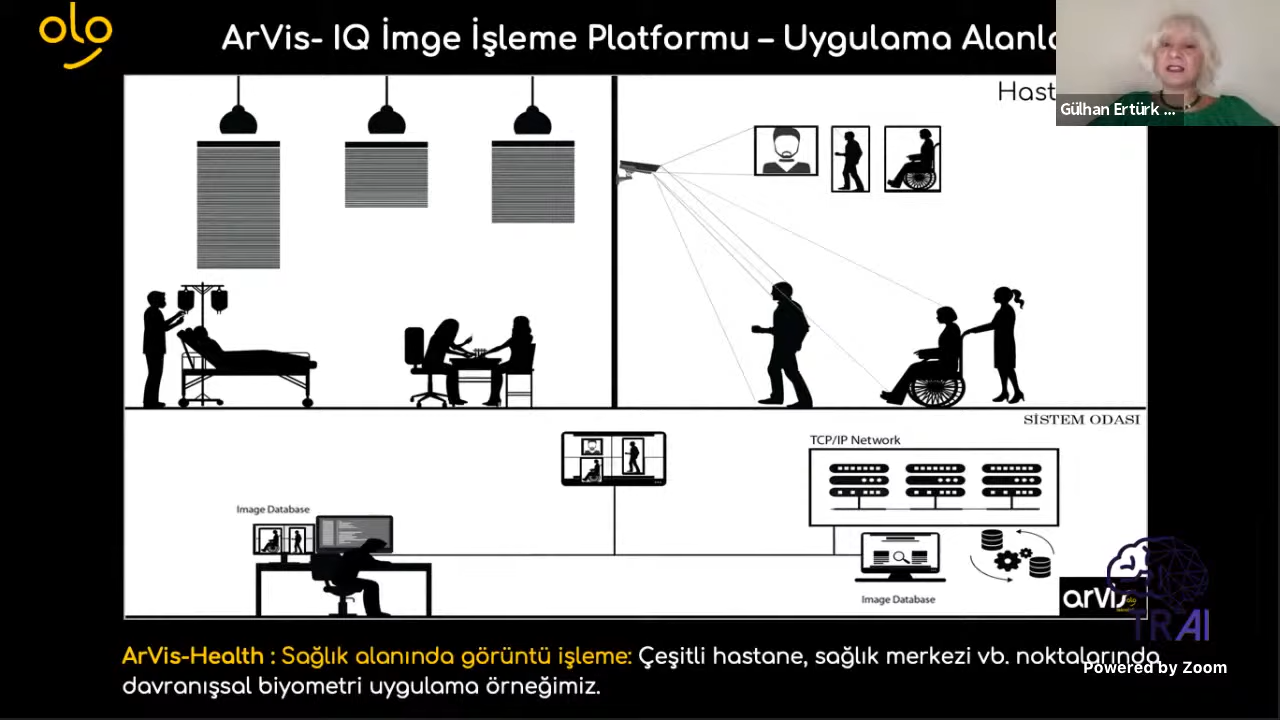 olo
ArVis- IQ İmge İşleme Platformu – Uygulama
Gülhan Ertürk ...
SİSTEM ODASI
TCP/IP Network
Image Database
Image Database
arVis
TRAI
ArVis-Health : Sağlık alanında görüntü işleme: Çeşitli hastane, sağlık merkezi vb. noktalarında
Powered by Zoom
davranışsal biyometri uygulama örneğimiz.